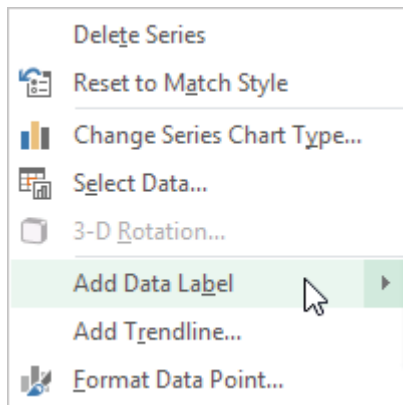 Delete Series
Reset to Match Style
Change Series Chart Type...
Select Data...
3-D Rotation...
Add Data Label
Add Trendline...
Format Data Point...